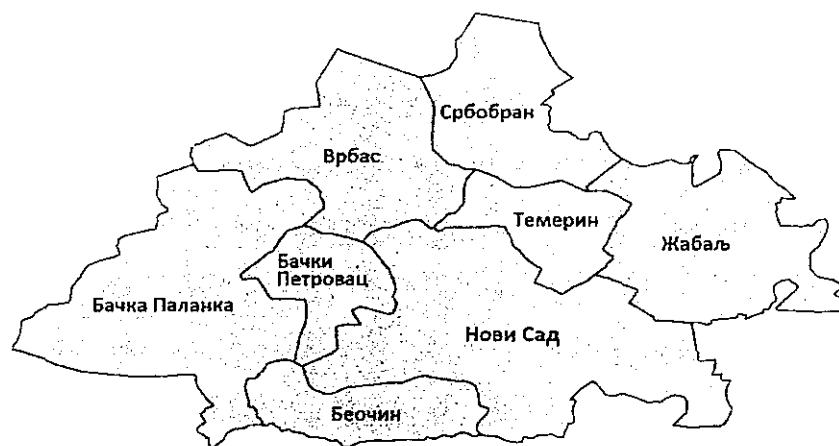 Србобран
Врбас
Темерин
Жабаљ
Бачки
Петровац
Бачка Паланка
Нови Сад
Беочин